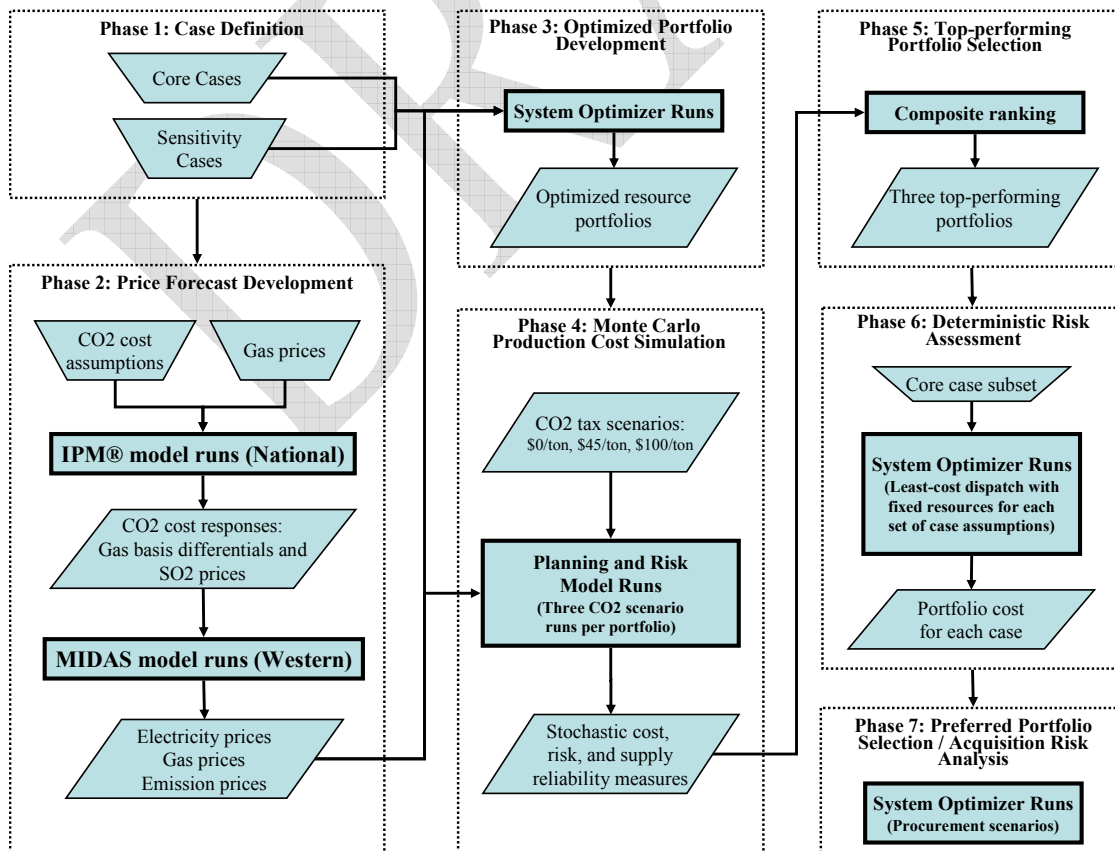 Phase 1: Case Definition
Core Cases
Sensitivity
Cases
Phase 2: Price Forecast Development
CO2 cost
assumptions
Gas prices
IPM® model runs (National)
CO2 cost responses:
Gas basis differentials and
SO2 prices
MIDAS model runs (Western)
Electricity prices
Gas prices
Emission prices
Phase 3: Optimized Portfolio
Development
System Optimizer Runs
Optimized resource
portfolios
Phase 4: Monte Carlo
Production Cost Simulation
CO2 tax scenarios:
$0/ton, $45/ton, $100/ton
Planning and Risk
Model Runs
(Three CO2 scenario
runs per portfolio)
Stochastic cost,
risk, and supply
reliability measures
Phase 5: Top-performing
Portfolio Selection
Composite ranking
Three top-performing
portfolios
Phase 6: Deterministic Risk
Assessment
Core case subset
System Optimizer Runs
(Least-cost dispatch with
fixed resources for each
set of case assumptions)
Portfolio cost
for each case
Phase 7: Preferred Portfolio
Selection / Acquisition Risk
Analysis
System Optimizer Runs
(Procurement scenarios)